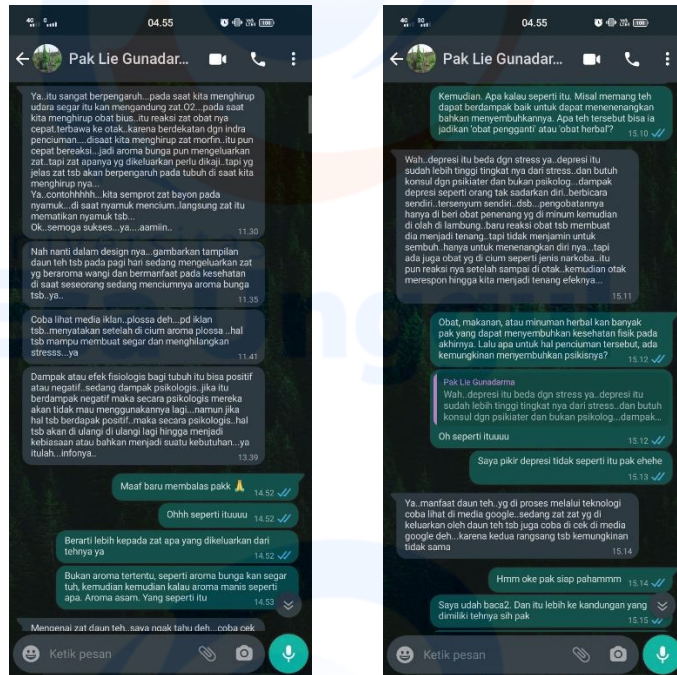 04.55
Pak Lie Gunadar...
Ya..itu sangat berpengaruh...pada saat kita menghirup
udara segar itu kan mengandung zat.O2...pada saat
kita menghirup obat bius..itu reaksi zat obat nya
cepat.terbawa ke otak..karena berdekatan dgn indra
penciuman....disaat kita menghirup zat morfin..itu pun
cepat bereaksi...jadi aroma bunga pun mengeluarkan
zat..tapi zat apanya yg dikeluarkan perlu dikaji..tapi yg
jelas zat tsb akan berpengaruh pada tubuh di saat kita
menghirup nya...
Ya..contohhhhh...kita semprot zat bayon pada
nyamuk...di saat nyamuk mencium..langsung zat itu
mematikan nyamuk tsb...
Ok..semoga sukses...ya....aamiin..
11.30
Nah nanti dalam design nya...gambarkan tampilan
daun teh tsb pada pagi hari sedang mengeluarkan zat
yg beraroma wangi dan bermanfaat pada kesehatan
di saat seseorang sedang menciumnya aroma bunga
tsb..ya..
11.35
Coba lihat media iklan..plossa deh...pd iklan
tsb..menyatakan setelah di cium aroma plossa ..hal
tsb mampu membuat segar dan menghilangkan
stresss...ya
11.41
Dampak atau efek fisiologis bagi tubuh itu bisa positif
atau negatif..sedang dampak psikologis..jika itu
berdampak negatif maka secara psikologis mereka
akan tidak mau menggunakannya lagi...namun jika
hal tsb berdapak positif..maka secara psikologis..hal
tsb akan di ulangi di ulangi lagi hingga menjadi
kebiasaan atau bahkan menjadi suatu kebutuhan...ya
itulah...infonya..
13.39
Maaf baru membalas pakk 🙏 14.52
Ohhh seperti ituuuu 14.52
Berarti lebih kepada zat apa yang dikeluarkan dari
tehnya ya
14.52
Bukan aroma tertentu, seperti aroma bunga kan segar
tuh, kemudian kemudian kalau aroma manis seperti
apa. Aroma asam. Yang seperti itu
14.53
Mengenai zat daun teh..saya ngak tahu deh...coba cek
Ketik pesan
04.55
Pak Lie Gunadar...
Kemudian. Apa kalau seperti itu. Misal memang teh
dapat berdampak baik untuk dapat menenenangkan
bahkan menyembuhkannya. Apa teh tersebut bisa ia
jadikan 'obat pengganti' atau 'obat herbal'?
15.10
Wah..depresi itu beda dgn stress ya..depresi itu
sudah lebih tinggi tingkat nya dari stress..dan butuh
konsul dgn psikiater dan bukan psikolog...dampak
depresi seperti orang tak sadarkan diri..berbicara
sendiri..tersenyum sendiri..dsb...pengobatannya
hanya di beri obat penenang yg di minum kemudian
di olah di lambung..baru reaksi obat tsb membuat
dia menjadi tenang..tapi tidak menjamin untuk
sembuh..hanya untuk menenangkan diri nya...tapi
ada juga obat yg di cium seperti jenis narkoba..itu
pun reaksi nya setelah sampai di otak..kemudian otak
merespon hingga kita menjadi tenang efeknya...
15.11
Obat, makanan, atau minuman herbal kan banyak
pak yang dapat menyembuhkan kesehatan fisik pada
akhirnya. Lalu apa untuk hal penciuman tersebut, ada
kemungkinan menyembuhkan psikisnya?
15.12
Pak Lie Gunadarma
Wah..depresi itu beda dgn stress ya..depresi itu
sudah lebih tinggi tingkat nya dari stress..dan butuh
konsul dgn psikiater dan bukan psikolog...dampak...
Oh seperti ituuuu
15.12
Saya pikir depresi tidak seperti itu pak ehehe
15.13
Ya..manfaat daun teh..yg di proses melalui teknologi
coba lihat di media google..sedang zat zat yg di
keluarkan oleh daun teh tsb juga coba di cek di media
google deh...karena kedua rangsang tsb kemungkinan
tidak sama
15.14
Hmm oke pak siap pahammm 15.14
Saya udah baca2. Dan itu lebih ke kandungan yang
dimiliki tehnya sih pak
15.15
Ketik pesan